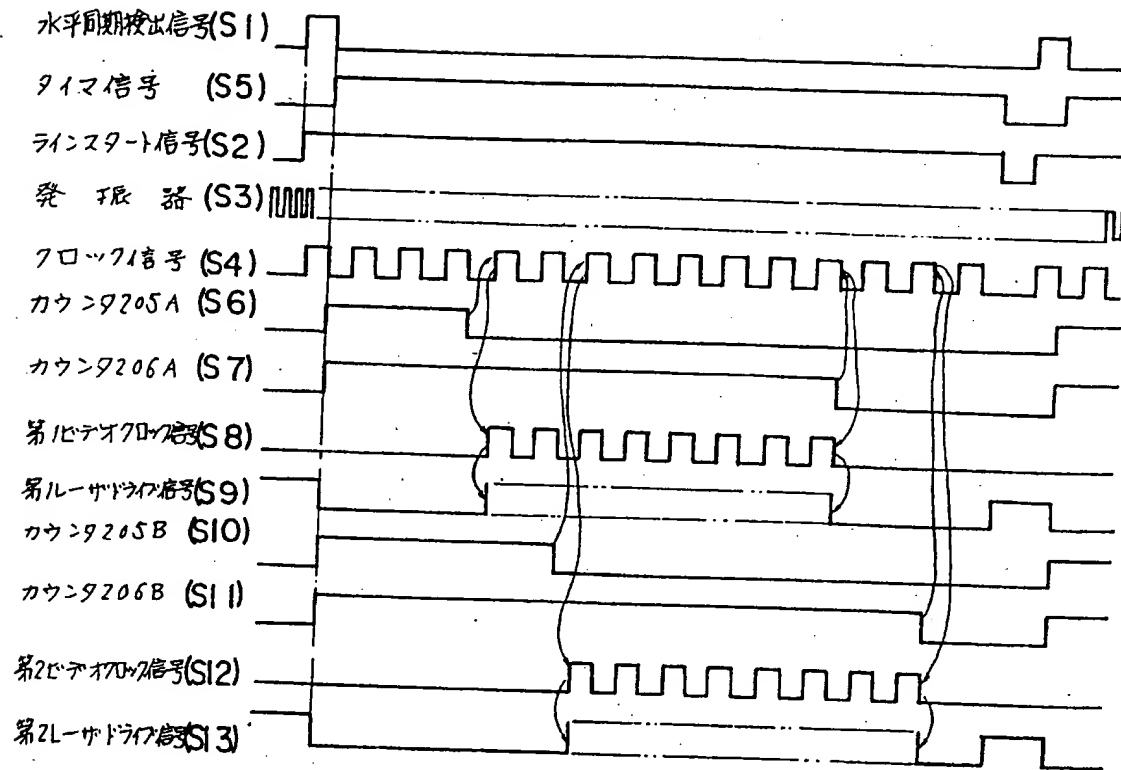 水平同期検出信号(S1)
タイマ信号 (S5)
ラインスタート信号(S2)
発振器(S3)
クロック信号(S4)
カウンタ205A (S6)
カウンタ206A (S7)
第1ビデオクロック信号(S8)
第1レーザドライブ信号(S9)
カウンタ205B (S10)
カウンタ206B (S11)
第2ビデオクロック信号(S12)
第2レーザドライブ信号(S13)